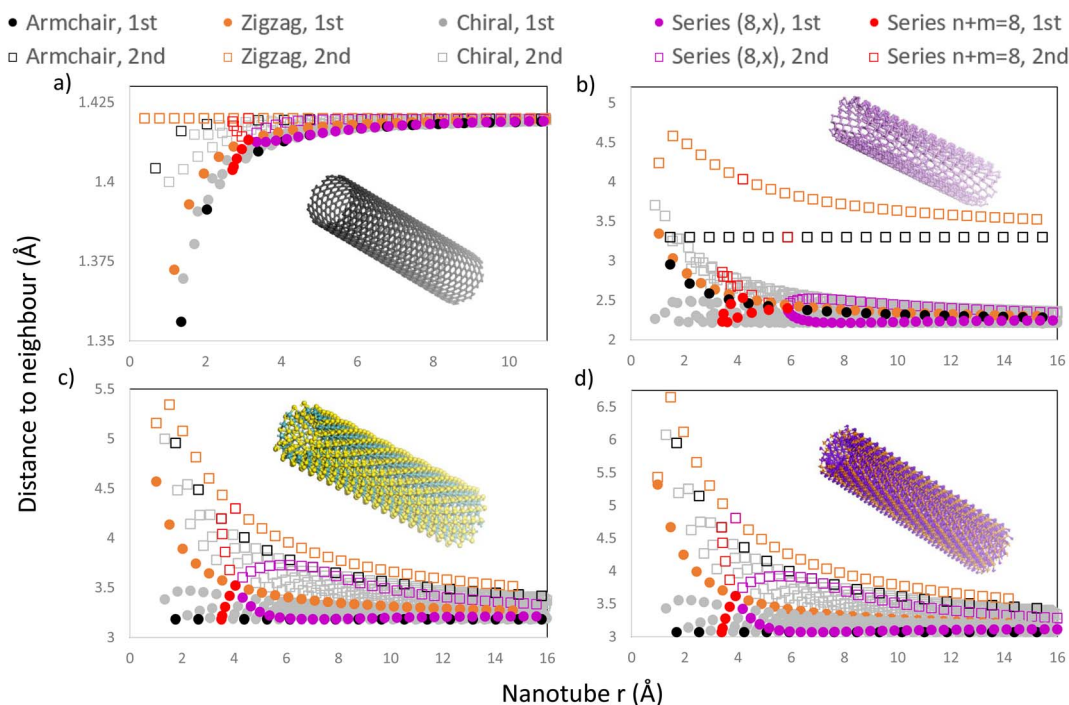 Armchair, 1st
Zigzag, 1st
Chiral, 1st
Series (8,x), 1st
Series n+m=8, 1st
Armchair, 2nd
Zigzag, 2nd
Chiral, 2nd
Series (8,x), 2nd
Series n+m=8, 2nd
a)
1.425
1.4
1.375
1.35
0 2 4 6 8 10
b)
5
4.5
4
3.5
3
2.5
2
0 2 4 6 8 10 12 14 16
c)
5.5
5
4.5
4
3.5
3
0 2 4 6 8 10 12 14 16
d)
6.5
6
5.5
5
4.5
4
3.5
3
0 2 4 6 8 10 12 14 16
Distance to neighbour (Å)
Nanotube r (Å)